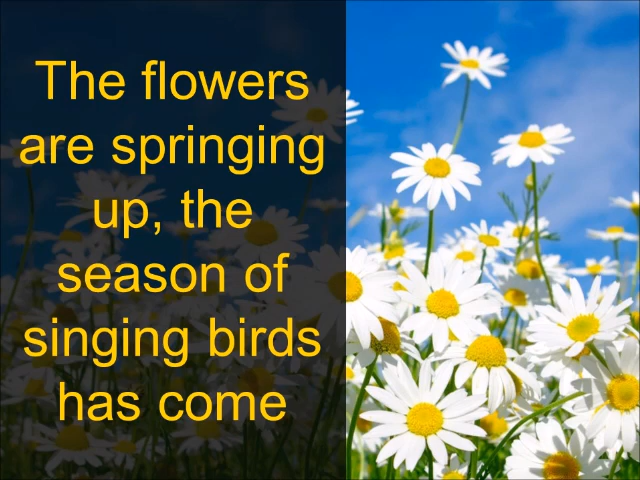 The flowers
are springing
up, the
season of
singing birds
has come